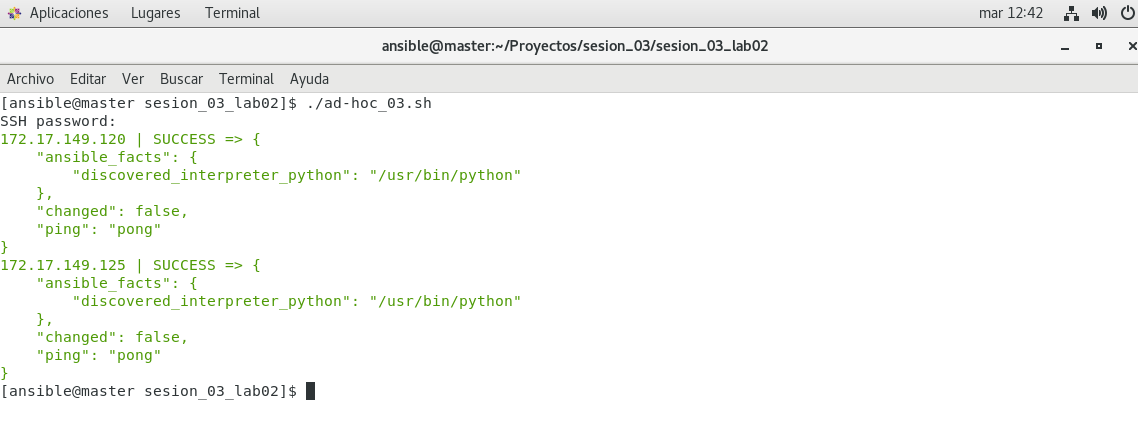 Aplicaciones Lugares Terminal mar 12:42
ansible@master:~/Proyectos/sesion_03/sesion_03_lab02
Archivo Editar Ver Buscar Terminal Ayuda
[ansible@master sesion_03_lab02]$ ./ad-hoc_03.sh
SSH password:
172.17.149.120 | SUCCESS => {
    "ansible_facts": {
        "discovered_interpreter_python": "/usr/bin/python"
    },
    "changed": false,
    "ping": "pong"
}
172.17.149.125 | SUCCESS => {
    "ansible_facts": {
        "discovered_interpreter_python": "/usr/bin/python"
    },
    "changed": false,
    "ping": "pong"
}
[ansible@master sesion_03_lab02]$